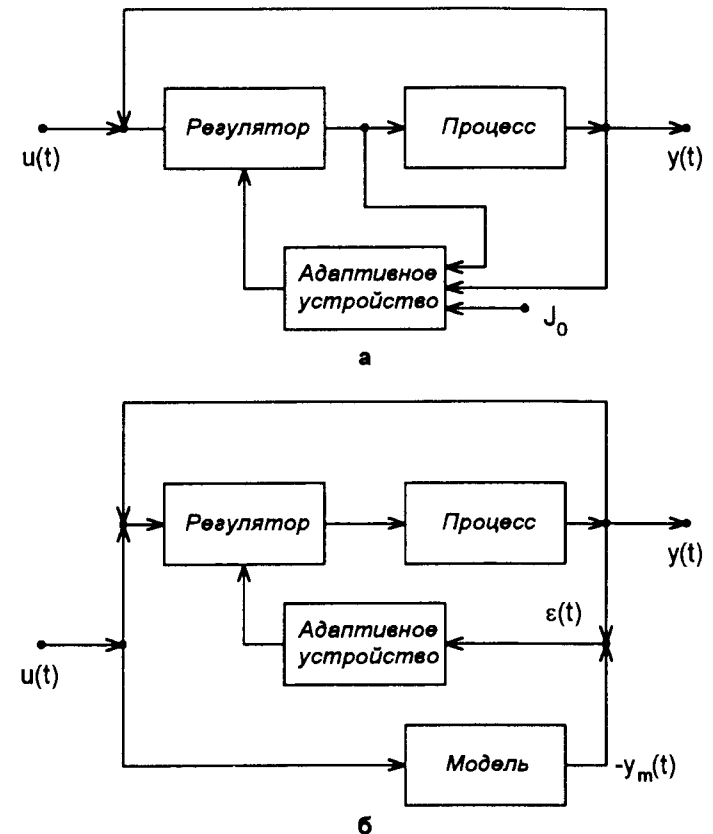 Регулятор
Процесс
u(t)
y(t)
Адаптивное
устройство
J₀
а
Регулятор
Процесс
y(t)
ε(t)
Адаптивное
устройство
u(t)
Модель
-yₘ(t)
б